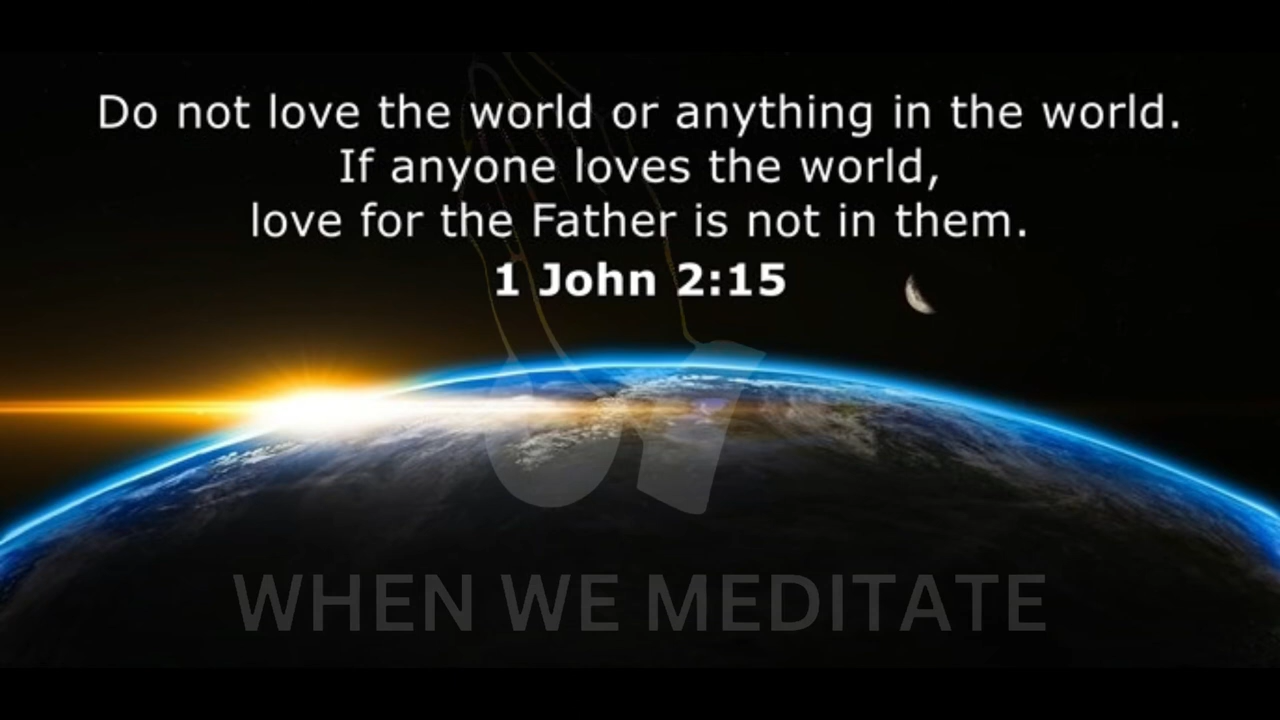 Do not love the world or anything in the world.
If anyone loves the world,
love for the Father is not in them.
1 John 2:15
WHEN WE MEDITATE